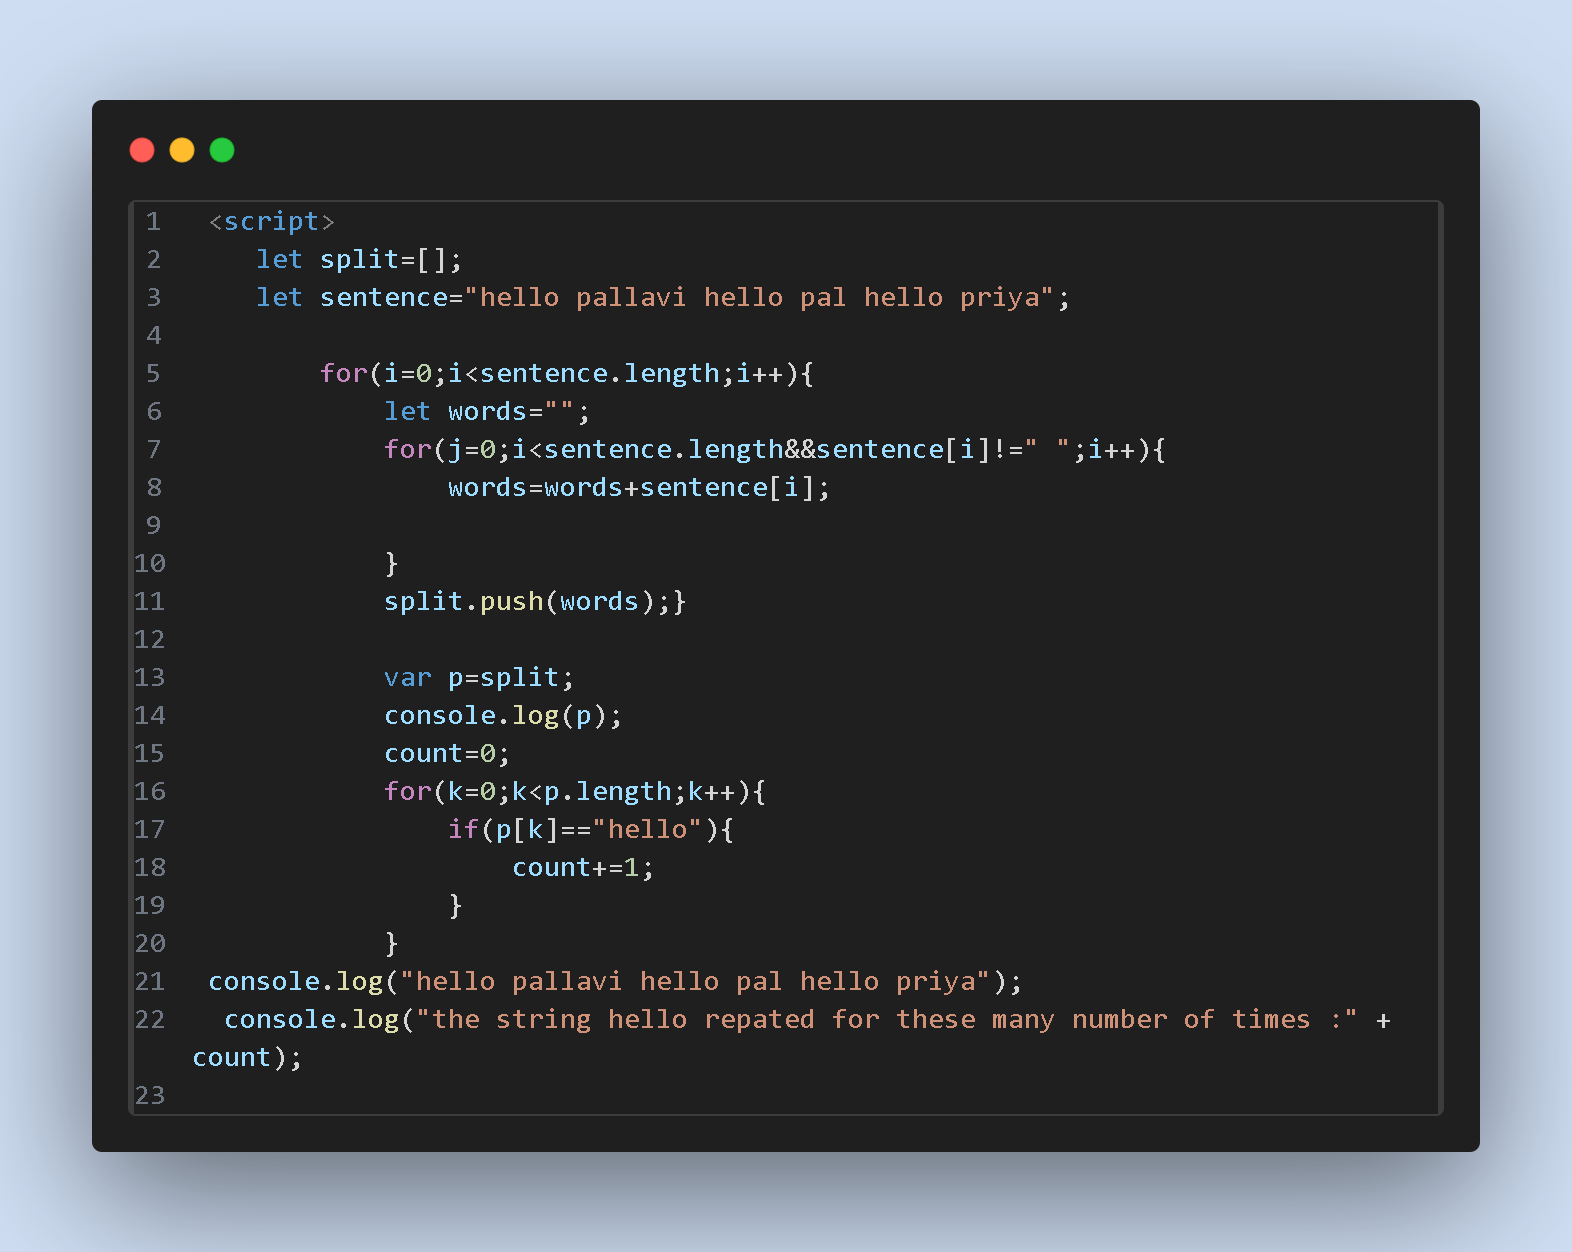 1 <script>
2 let split=[];
3 let sentence="hello pallavi hello pal hello priya";
4
5 for(i=0;i<sentence.length;i++){
6 let words="";
7 for(j=0;i<sentence.length&&sentence[i]!=" ";i++){
8 words=words+sentence[i];
9
10 }
11 split.push(words);}
12
13 var p=split;
14 console.log(p);
15 count=0;
16 for(k=0;k<p.length;k++){
17 if(p[k]=="hello"){
18 count+=1;
19 }
20 }
21 console.log("hello pallavi hello pal hello priya");
22 console.log("the string hello repated for these many number of times :" +
count);
23